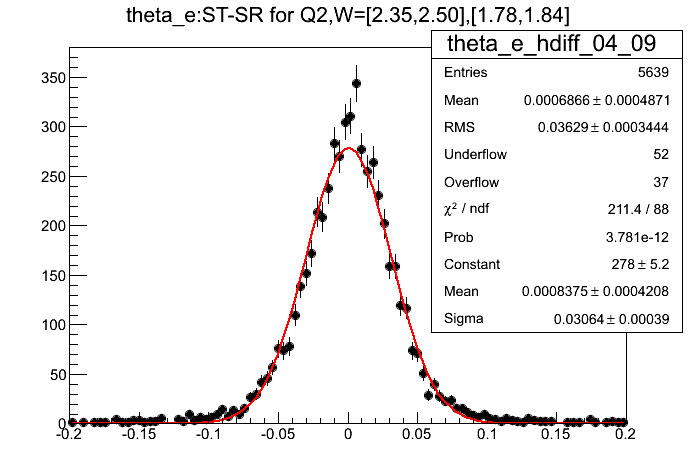 theta_e:ST-SR for Q2,W=[2.35,2.50],[1.78,1.84]
theta_e_hdiff_04_09
Entries 5639
Mean 0.0006866 ± 0.0004871
RMS 0.03629 ± 0.0003444
Underflow 52
Overflow 37
χ² / ndf 211.4 / 88
Prob 3.781e-12
Constant 278 ± 5.2
Mean 0.0008375 ± 0.0004208
Sigma 0.03064 ± 0.00039
350
300
250
200
150
100
50
0
-0.2 -0.15 -0.1 -0.05 0 0.05 0.1 0.15 0.2